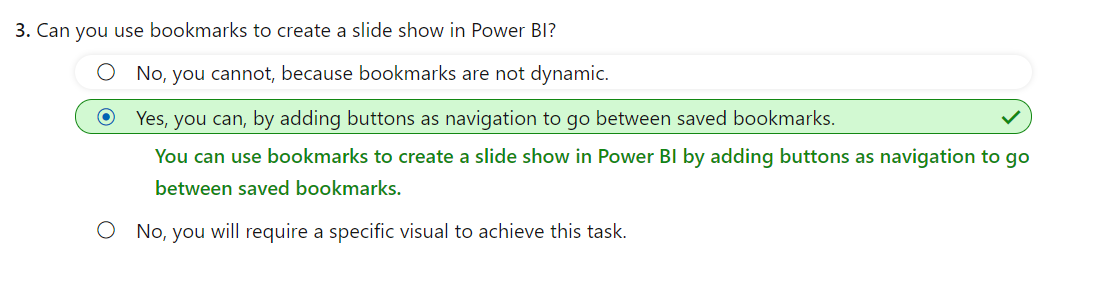 3. Can you use bookmarks to create a slide show in Power BI?
No, you cannot, because bookmarks are not dynamic.
Yes, you can, by adding buttons as navigation to go between saved bookmarks.
You can use bookmarks to create a slide show in Power BI by adding buttons as navigation to go
between saved bookmarks.
No, you will require a specific visual to achieve this task.